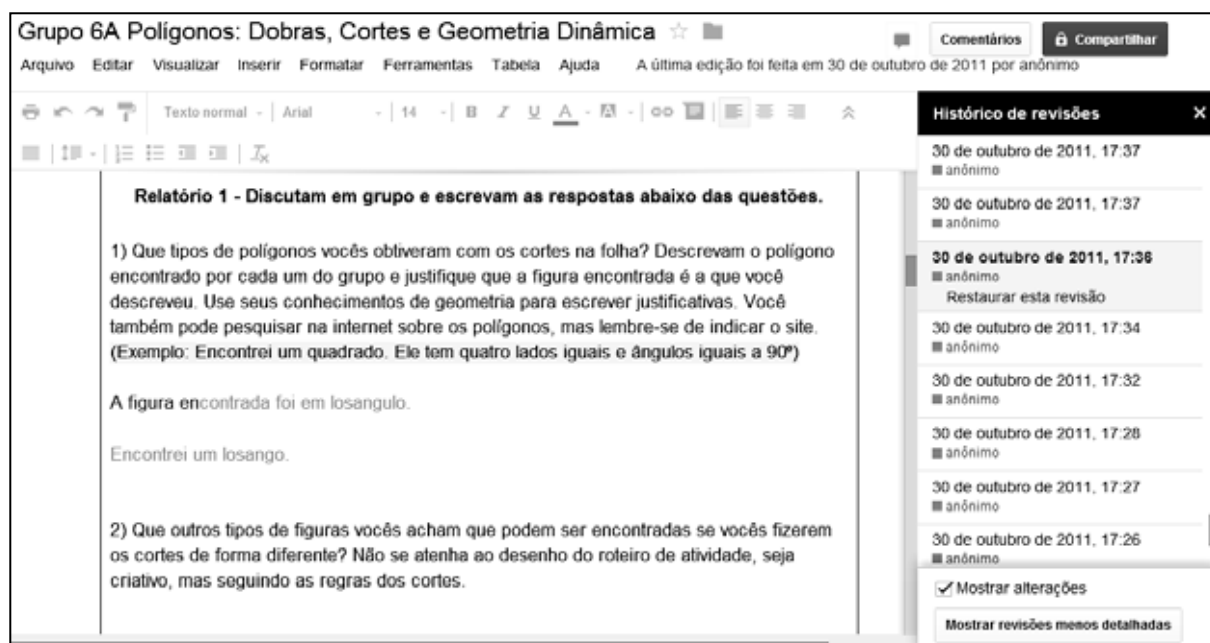 Grupo 6A Polígonos: Dobras, Cortes e Geometria Dinâmica
Comentários
Compartilhar
Arquivo Editar Visualizar Inserir Formatar Ferramentas Tabela Ajuda A última edição foi feita em 30 de outubro de 2011 por anônimo
Texto normal Arial 14 B I U A A
Histórico de revisões
Relatório 1 - Discutam em grupo e escrevam as respostas abaixo das questões.
1) Que tipos de polígonos vocês obtiveram com os cortes na folha? Descrevam o polígono
encontrado por cada um do grupo e justifique que a figura encontrada é a que você
descreveu. Use seus conhecimentos de geometria para escrever justificativas. Você
também pode pesquisar na internet sobre os polígonos, mas lembre-se de indicar o site.
(Exemplo: Encontrei um quadrado. Ele tem quatro lados iguais e ângulos iguais a 90º)
A figura encontrada foi em losangulo.
Encontrei um losango.
2) Que outros tipos de figuras vocês acham que podem ser encontradas se vocês fizerem
os cortes de forma diferente? Não se atenha ao desenho do roteiro de atividade, seja
criativo, mas seguindo as regras dos cortes.
30 de outubro de 2011, 17:37
anônimo
30 de outubro de 2011, 17:37
anônimo
30 de outubro de 2011, 17:36
anônimo
Restaurar esta revisão
30 de outubro de 2011, 17:34
anônimo
30 de outubro de 2011, 17:32
anônimo
30 de outubro de 2011, 17:28
anônimo
30 de outubro de 2011, 17:27
anônimo
30 de outubro de 2011, 17:26
anônimo
Mostrar alterações
Mostrar revisões menos detalhadas